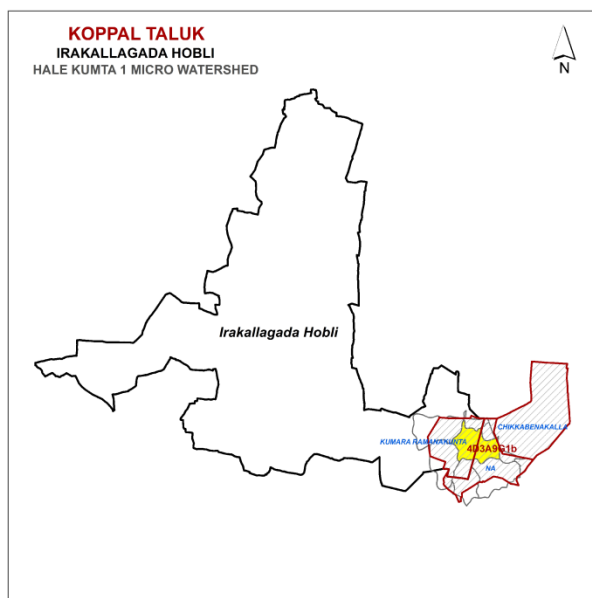 KOPPAL TALUK
IRAKALLAGADA HOBLI
HALE KUMTA 1 MICRO WATERSHED
N
Irakallagada Hobli
CHIKKABENAKALLA
KUMARA RAMANAKUNTA
4D3A9G1b
NA